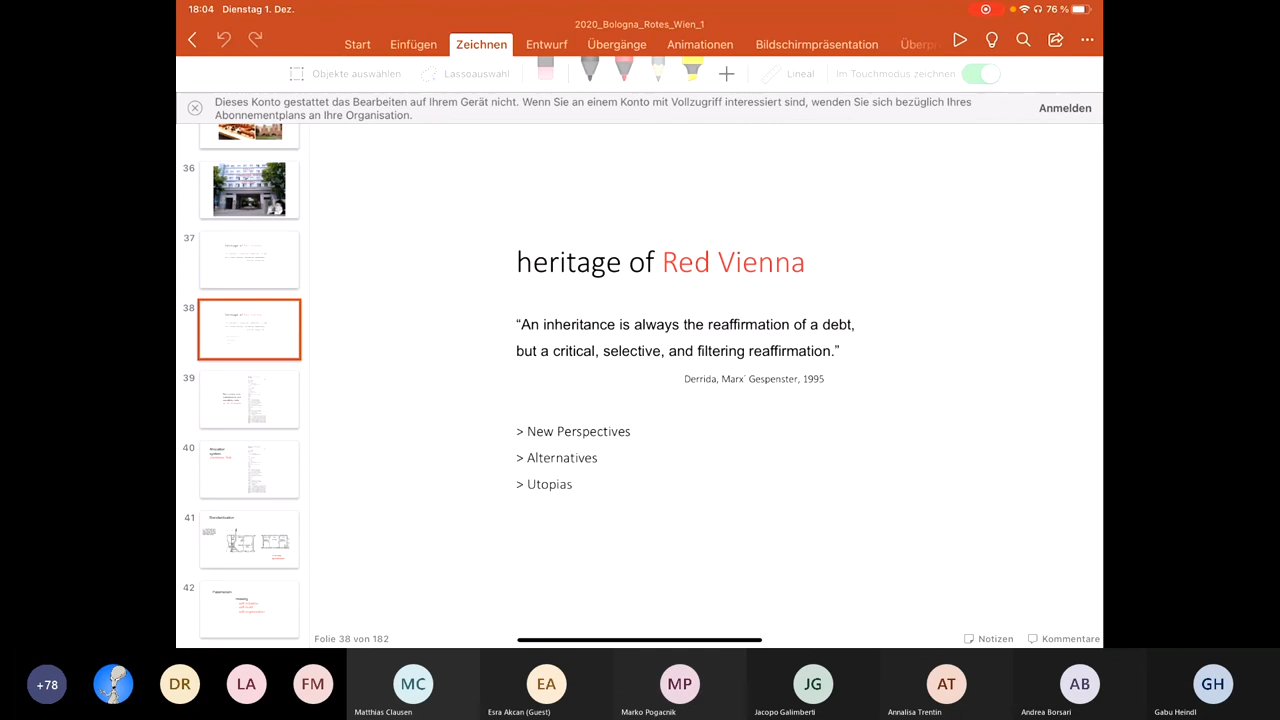 18:04 Dienstag 1. Dez.
76 %
2020_Bologna_Rotes_Wien_1
Start Einfügen Zeichnen Entwurf Übergänge Animationen Bildschirmpräsentation Überpr
Objekte auswählen Lassoauswahl Lineal Im Touchmodus zeichnen
Dieses Konto gestattet das Bearbeiten auf Ihrem Gerät nicht. Wenn Sie an einem Konto mit Vollzugriff interessiert sind, wenden Sie sich bezüglich Ihres
Abonnementplans an Ihre Organisation.
Anmelden
36
37
38
39
40
41
42
heritage of Red Vienna
“An inheritance is always the reaffirmation of a debt,
but a critical, selective, and filtering reaffirmation.”
Derrida, Marx´ Gespenster, 1995
> New Perspectives
> Alternatives
> Utopias
Folie 38 von 182
Notizen Kommentare
+78 DR LA FM MC EA MP JG AT AB GH
Matthias Clausen Esra Akcan (Guest) Marko Pogacnik Jacopo Galimberti Annalisa Trentin Andrea Borsari Gabu Heindl